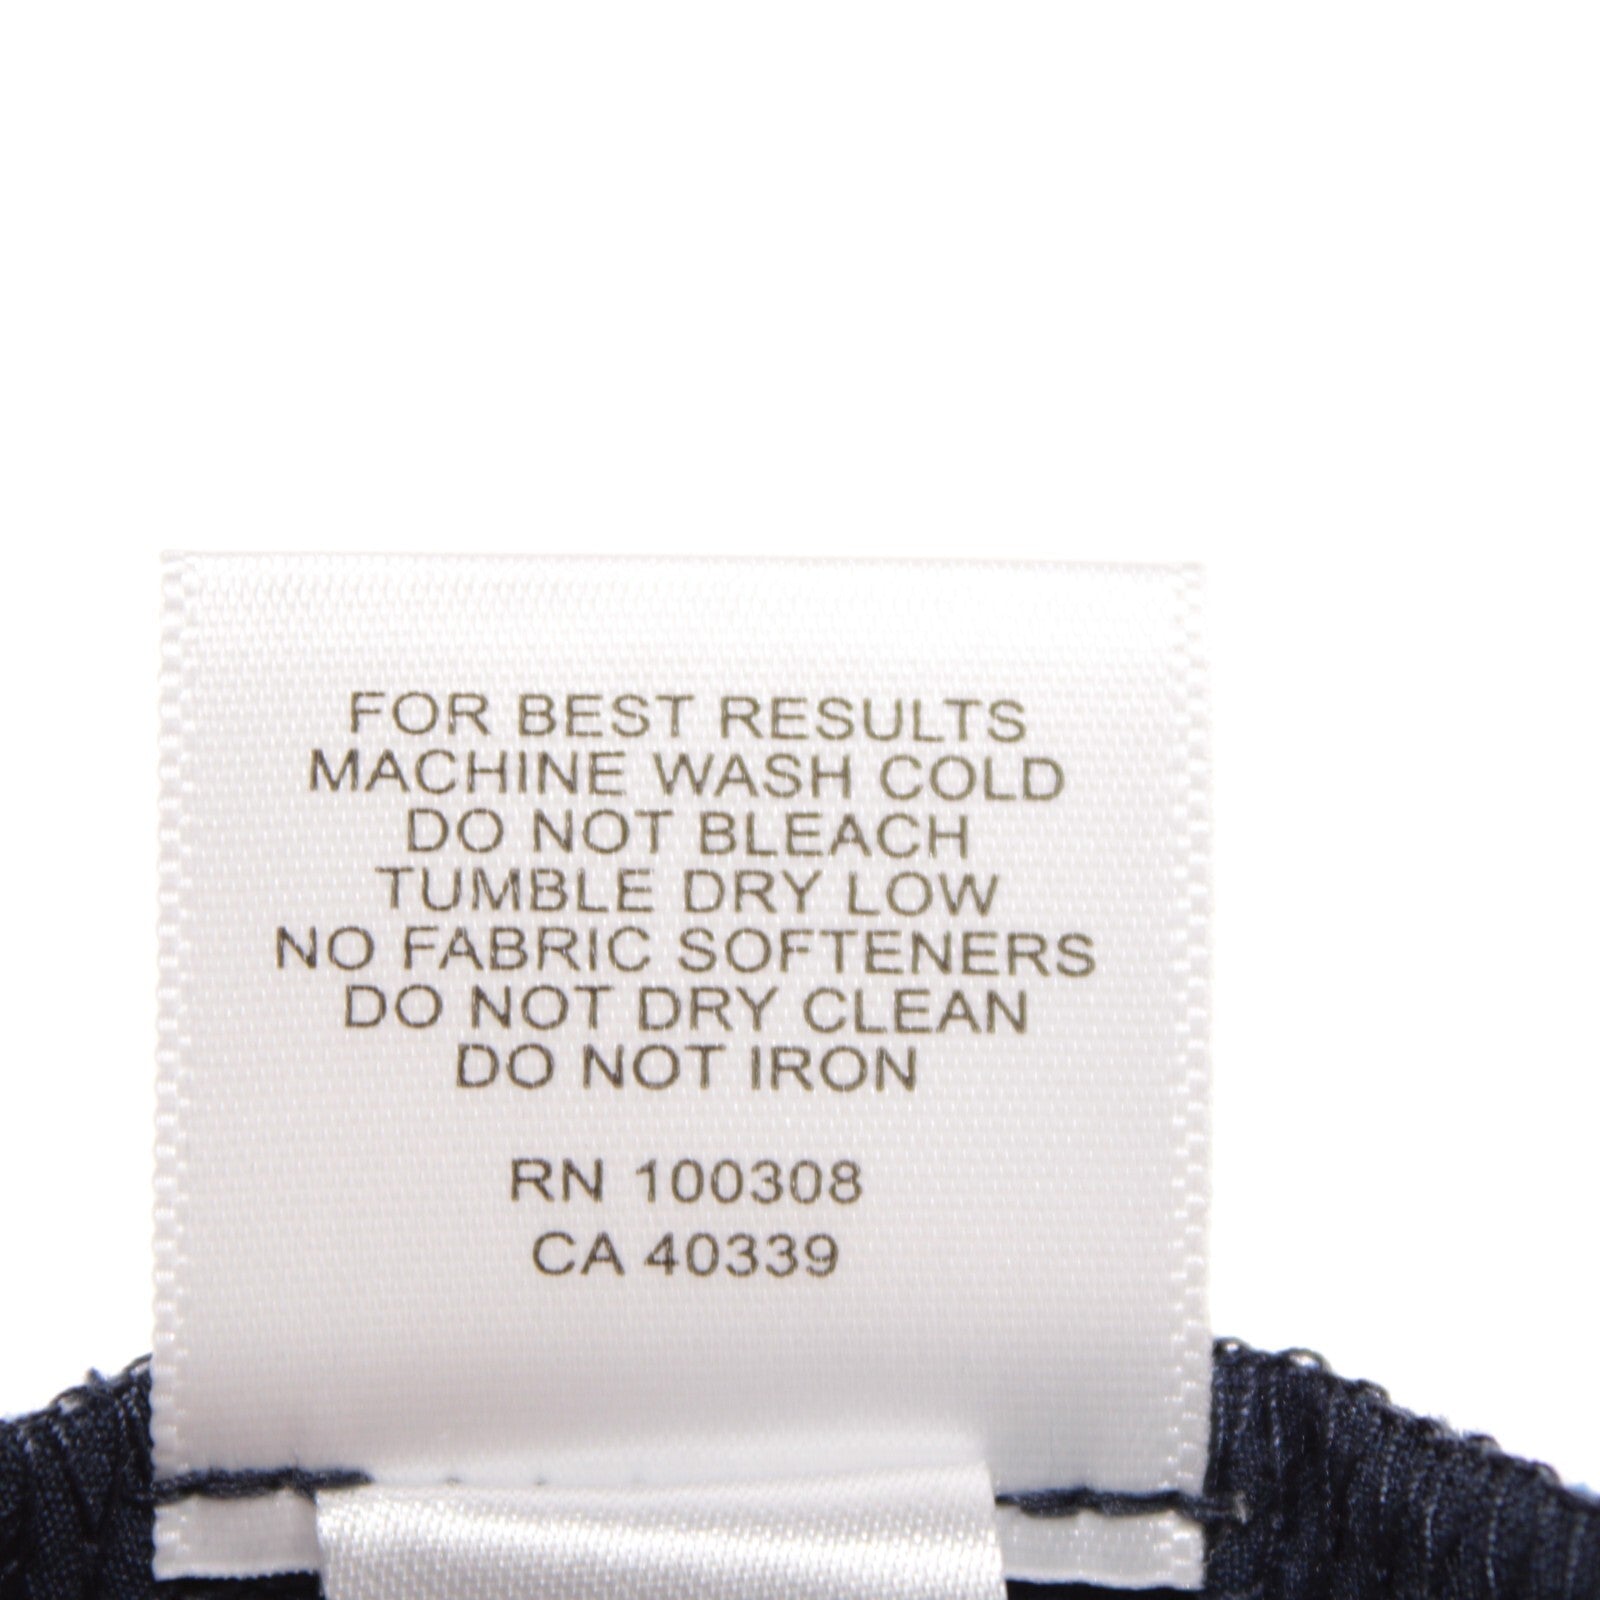 FOR BEST RESULTS
MACHINE WASH COLD
DO NOT BLEACH
TUMBLE DRY LOW
NO FABRIC SOFTENERS
DO NOT DRY CLEAN
DO NOT IRON
RN 100308
CA 40339